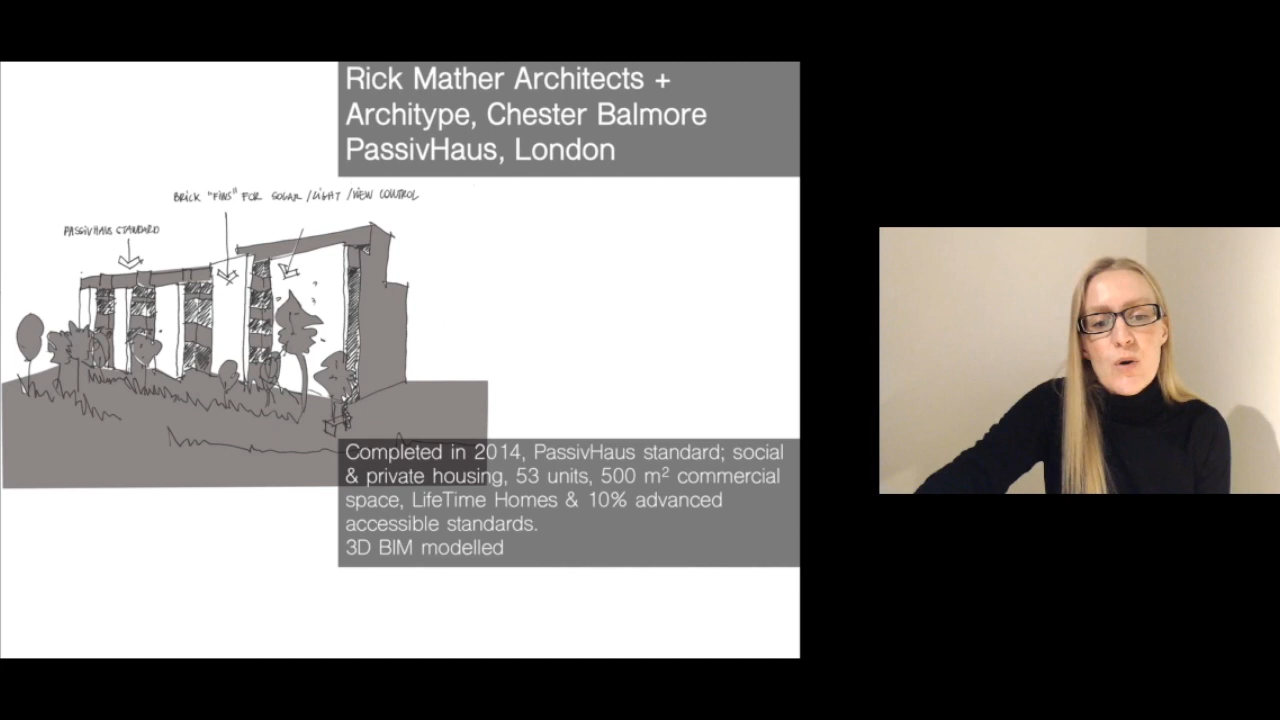 Rick Mather Architects +
Architype, Chester Balmore
PassivHaus, London
BRICK "FINS" FOR SOLAR / LIGHT / VIEW CONTROL
PASSIVHAUS STANDARD
Completed in 2014, PassivHaus standard; social
& private housing, 53 units, 500 m² commercial
space, LifeTime Homes & 10% advanced
accessible standards.
3D BIM modelled